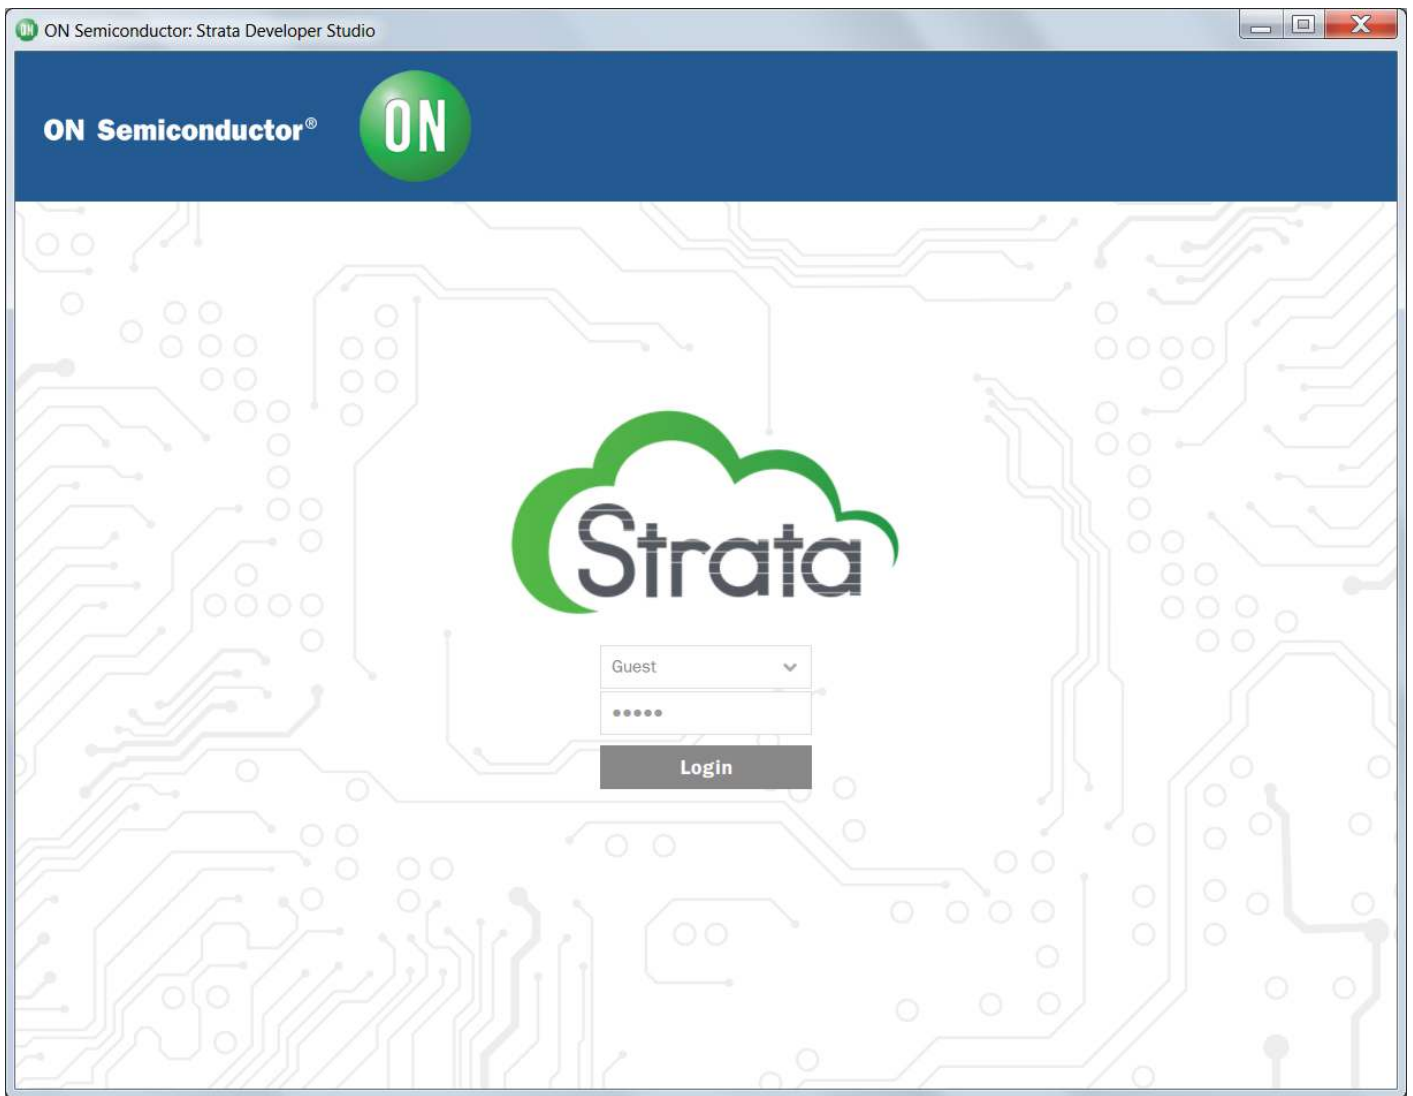 ON Semiconductor: Strata Developer Studio
ON Semiconductor®
ON
Strata
Guest
•••••
Login